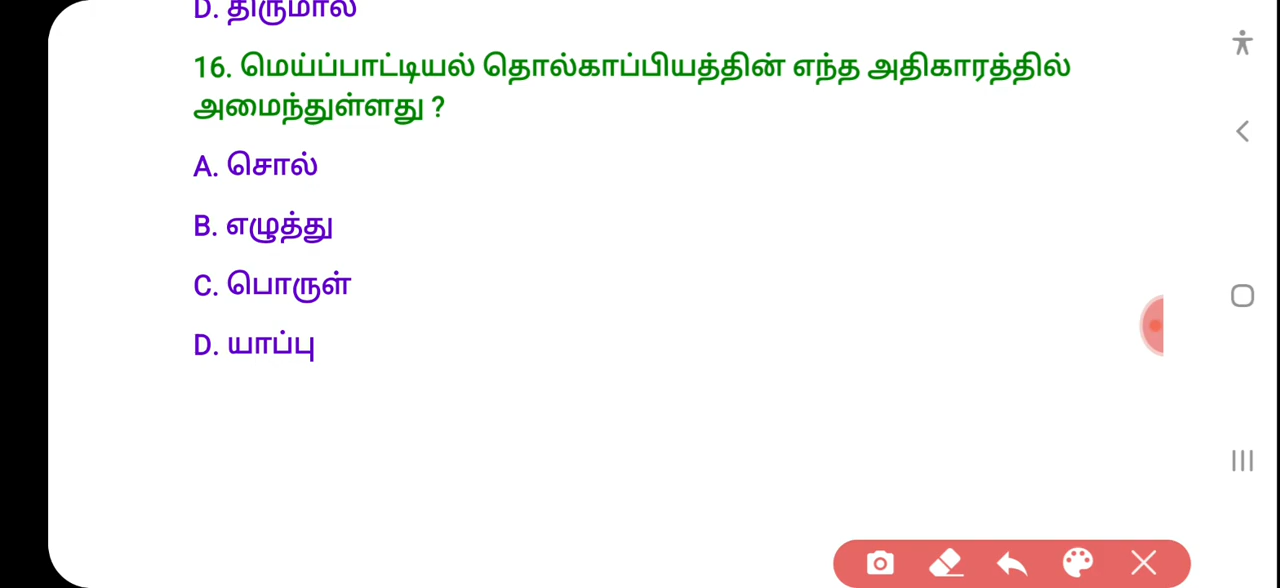 D. திருமால்
16. மெய்ப்பாட்டியல் தொல்காப்பியத்தின் எந்த அதிகாரத்தில்
அமைந்துள்ளது ?
A. சொல்
B. எழுத்து
C. பொருள்
D. யாப்பு